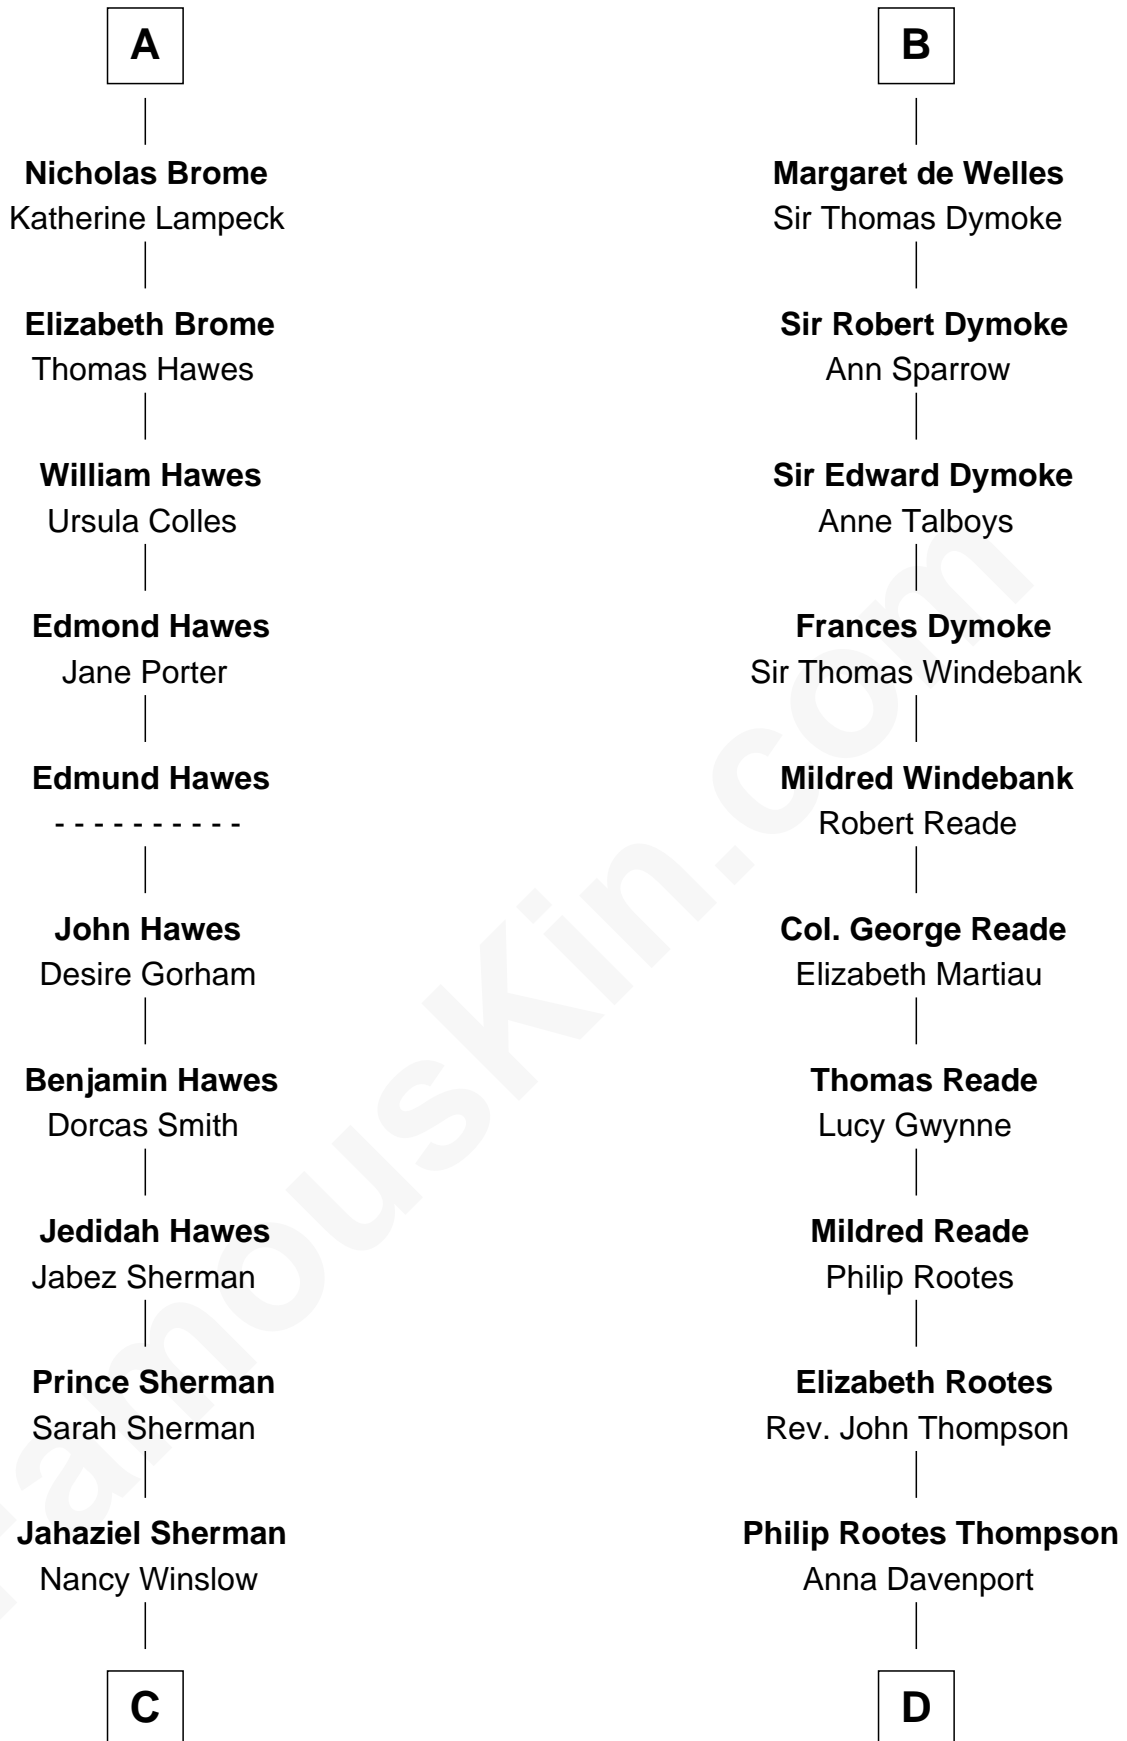 A
Nicholas Brome
Katherine Lampeck
Elizabeth Brome
Thomas Hawes
William Hawes
Ursula Colles
Edmond Hawes
Jane Porter
Edmund Hawes
- - - - - - - - - -
John Hawes
Desire Gorham
Benjamin Hawes
Dorcas Smith
Jedidah Hawes
Jabez Sherman
Prince Sherman
Sarah Sherman
Jahaziel Sherman
Nancy Winslow
C
B
Margaret de Welles
Sir Thomas Dymoke
Sir Robert Dymoke
Ann Sparrow
Sir Edward Dymoke
Anne Talboys
Frances Dymoke
Sir Thomas Windebank
Mildred Windebank
Robert Reade
Col. George Reade
Elizabeth Martiau
Thomas Reade
Lucy Gwynne
Mildred Reade
Philip Rootes
Elizabeth Rootes
Rev. John Thompson
Philip Rootes Thompson
Anna Davenport
D
FamousKin.com